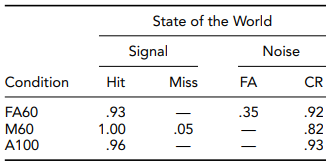 State of the World
Signal Noise
Condition Hit Miss FA CR
FA60 .93 — .35 .92
M60 1.00 .05 — .82
A100 .96 — — .93